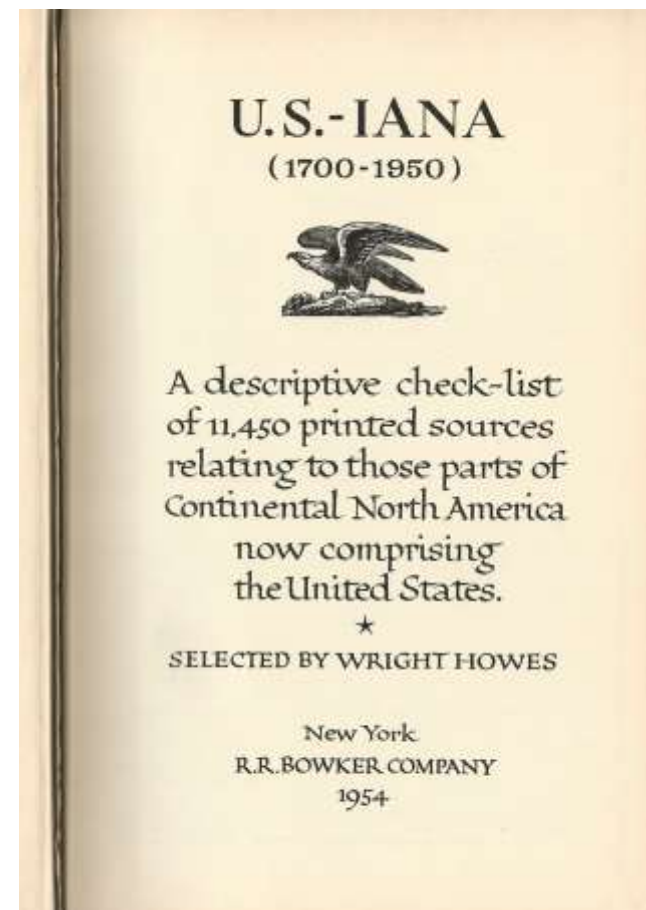 U.S.-IANA
(1700-1950)
A descriptive check-list
of 11,450 printed sources
relating to those parts of
Continental North America
now comprising
the United States.
★
SELECTED BY WRIGHT HOWES
New York
R.R.BOWKER COMPANY
1954